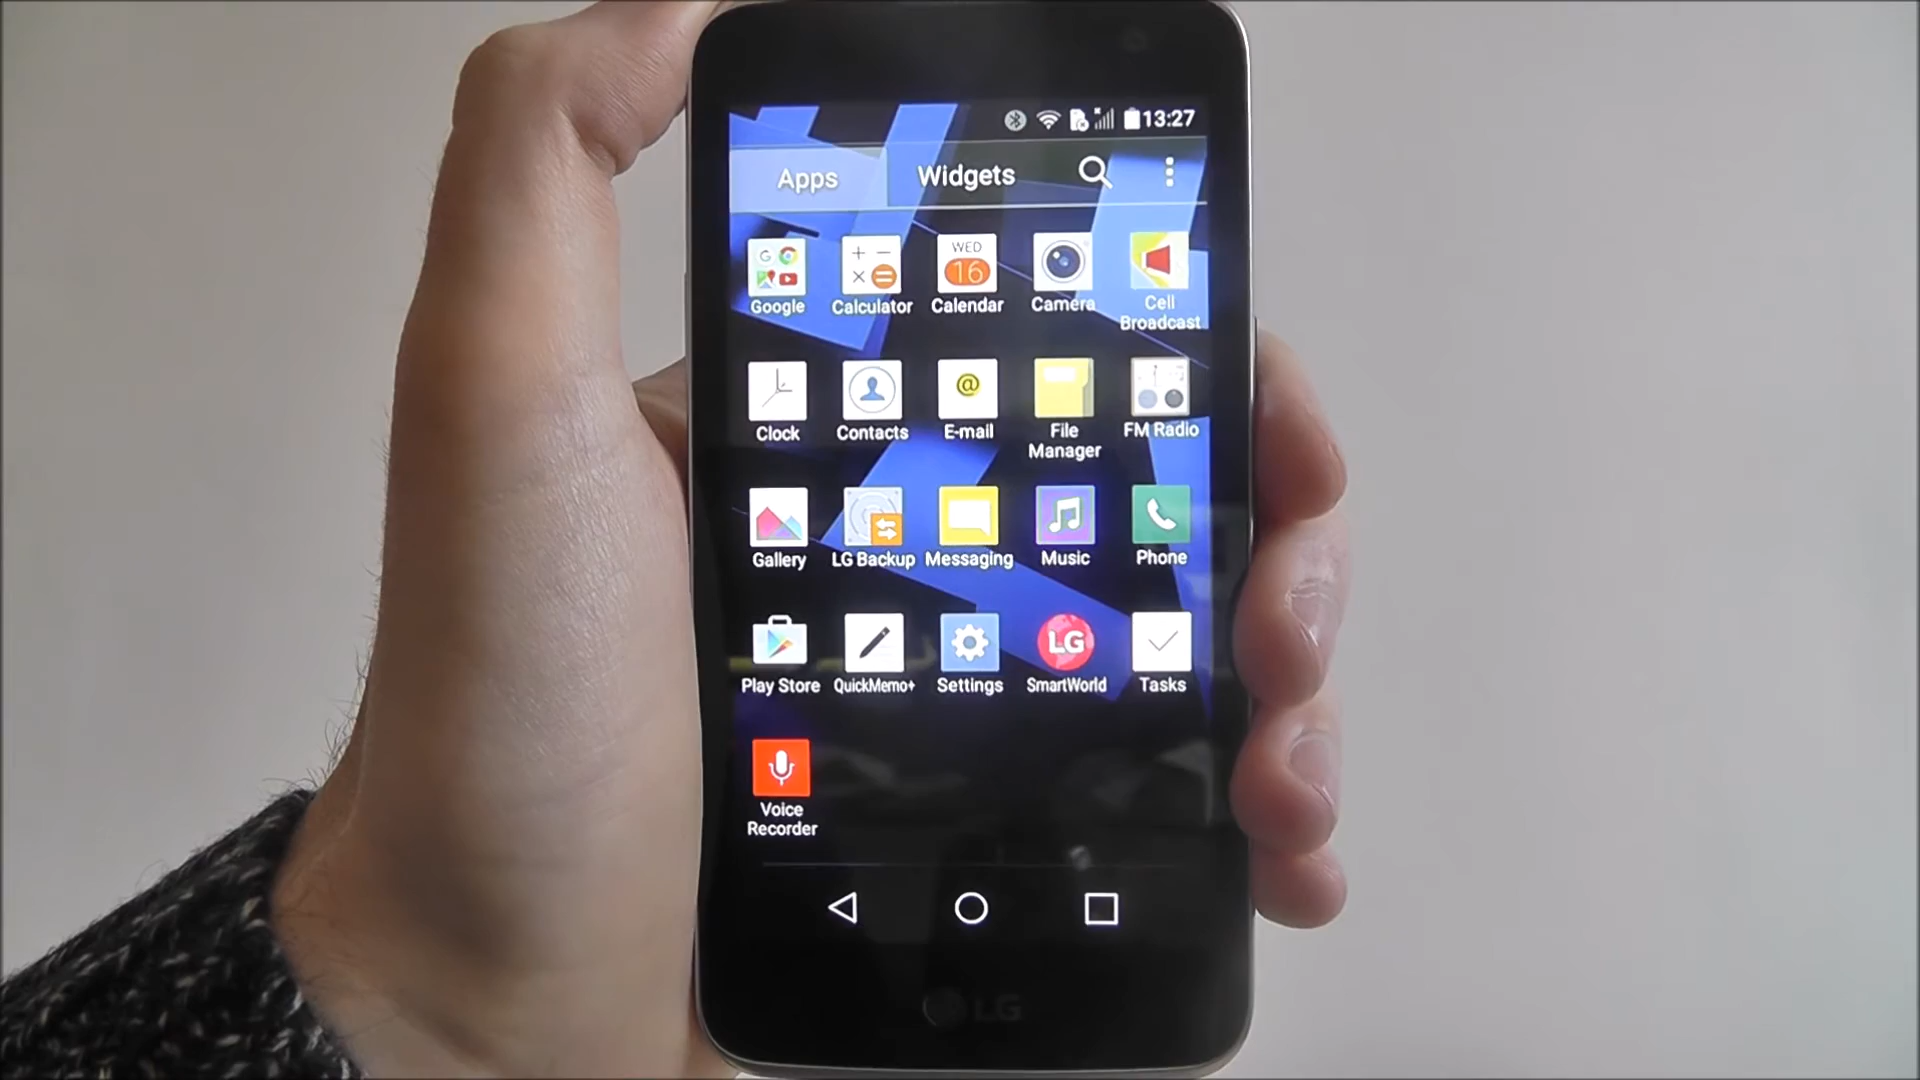 13:27
Apps Widgets
G
WED
16
Google Calculator Calendar Camera Cell
Broadcast
@
Clock Contacts E-mail File
Manager FM Radio
Gallery LG Backup Messaging Music Phone
LG
Play Store QuickMemo+ Settings SmartWorld Tasks
Voice
Recorder
LG